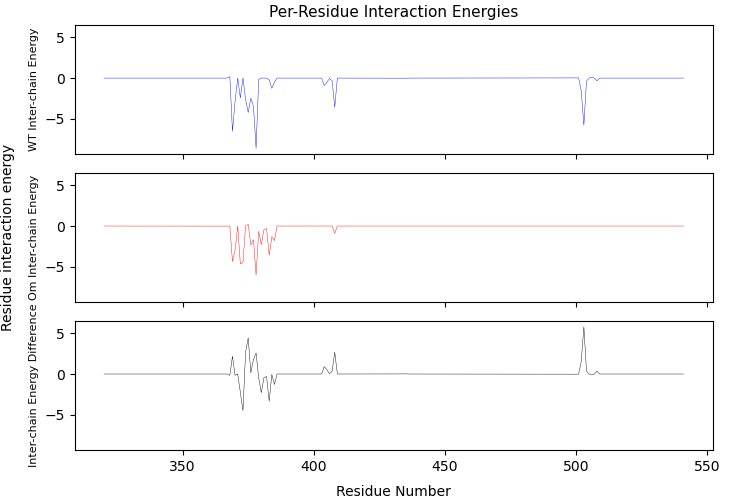 Per-Residue Interaction Energies
Residue interaction energy
WT Inter-chain Energy
5
0
−5
Om Inter-chain Energy
5
0
−5
Inter-chain Energy Difference
5
0
−5
350
400
450
500
550
Residue Number